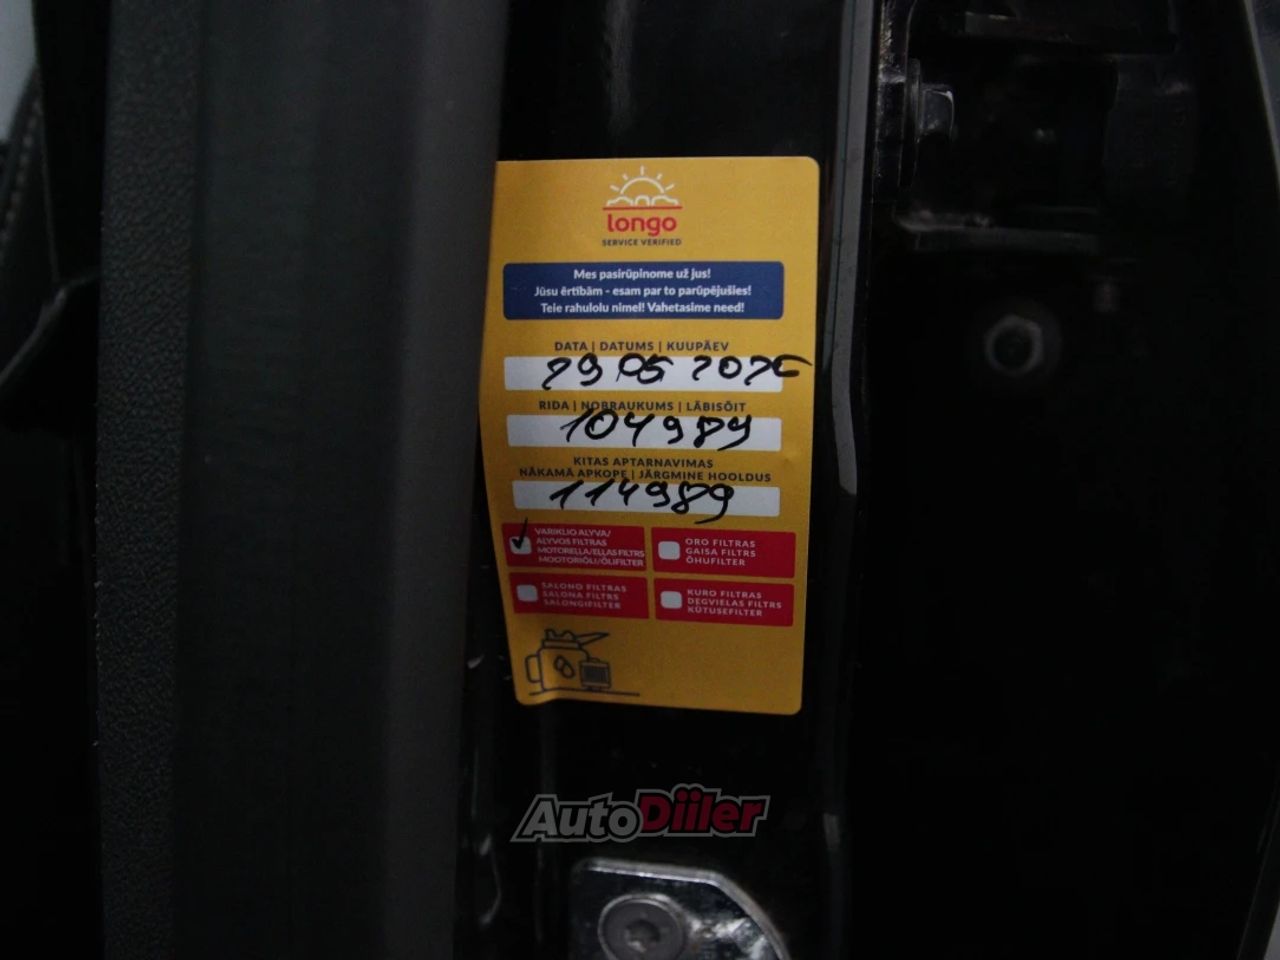 longo
SERVICE VERIFIED
Mes pasirūpinome už jus!
Jūsu ērtībām - esam par to parūpējušies!
Teie rahulolu nimel! Vahetasime need!
DATA | DATUMS | KUUPÄEV
29 05 202
RIDA | NOBRAUKUMS | LÄBISÕIT
104989
KITAS APTARNAVIMAS
NĀKAMĀ APKOPE | JÄRGMINE HOOLDUS
114989
VARIKLIO ALYVA/
ALYVOS FILTRAS
MOTOREĻĻA/EĻĻAS FILTRS
MOOTORIÕLI/ÕLIFILTER
ORO FILTRAS
GAISA FILTRS
ÕHUFILTER
SALONO FILTRAS
SALONA FILTRS
SALONGIFILTER
KURO FILTRAS
DEGVIELAS FILTRS
KÜTUSEFILTER
AutoDiiler